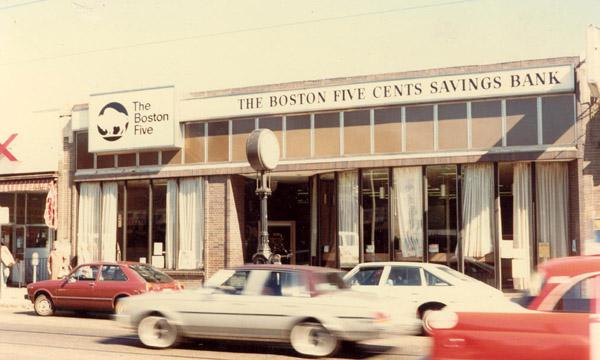 The
Boston
Five
THE BOSTON FIVE CENTS SAVINGS BANK
X